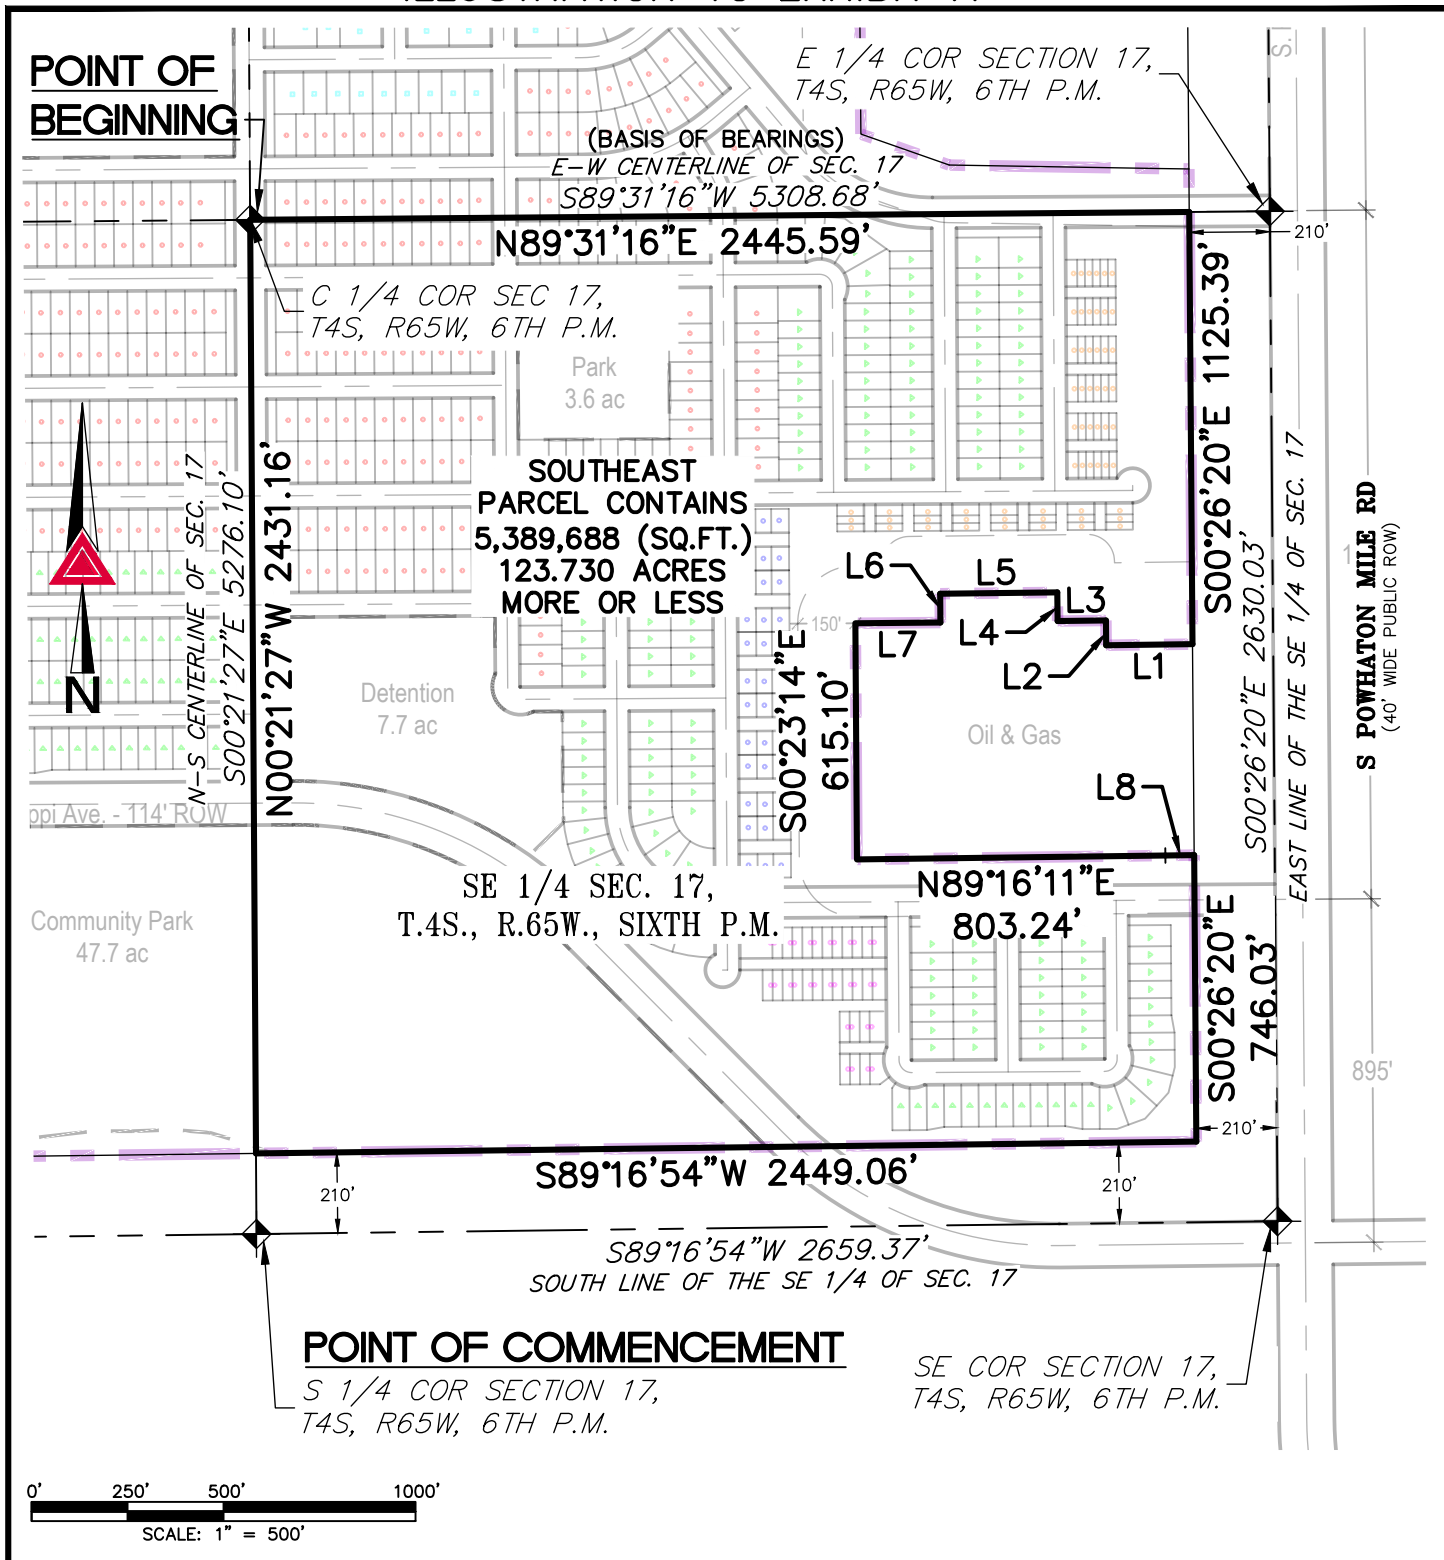 POINT OF
BEGINNING
E 1/4 COR SECTION 17,
T4S, R65W, 6TH P.M.
(BASIS OF BEARINGS)
E-W CENTERLINE OF SEC. 17
S89°31'16"W 5308.68'
N89°31'16"E 2445.59'
210'
C 1/4 COR SEC 17,
T4S, R65W, 6TH P.M.
Park
3.6 ac
S00°26'20"E 1125.39'
N-S CENTERLINE OF SEC. 17
S00°21'27"E 5276.10'
N00°21'27"W 2431.16'
SOUTHEAST
PARCEL CONTAINS
5,389,688 (SQ.FT.)
123.730 ACRES
MORE OR LESS
S00°26'20"E 2630.03'
EAST LINE OF THE SE 1/4 OF SEC. 17
S POWHATON MILE RD
(40' WIDE PUBLIC ROW)
L6
L5
L3
L4
L7
L2
L1
150'
S00°23'14"E
615.10'
N
Detention
7.7 ac
Oil & Gas
L8
ppi Ave. - 114' ROW
SE 1/4 SEC. 17,
T.4S., R.65W., SIXTH P.M.
N89°16'11"E
803.24'
Community Park
47.7 ac
S00°26'20"E
746.03'
895'
210'
S89°16'54"W 2449.06'
210'
210'
S89°16'54"W 2659.37'
SOUTH LINE OF THE SE 1/4 OF SEC. 17
POINT OF COMMENCEMENT
S 1/4 COR SECTION 17,
T4S, R65W, 6TH P.M.
SE COR SECTION 17,
T4S, R65W, 6TH P.M.
0' 250' 500' 1000'
SCALE: 1" = 500'